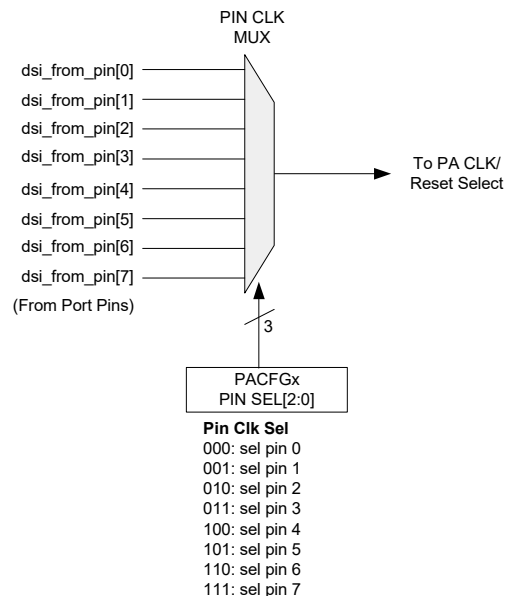 PIN CLK
MUX
dsi_from_pin[0]
dsi_from_pin[1]
dsi_from_pin[2]
dsi_from_pin[3]
dsi_from_pin[4]
dsi_from_pin[5]
dsi_from_pin[6]
dsi_from_pin[7]
(From Port Pins)
To PA CLK/
Reset Select
3
PACFGx
PIN SEL[2:0]
Pin Clk Sel
000: sel pin 0
001: sel pin 1
010: sel pin 2
011: sel pin 3
100: sel pin 4
101: sel pin 5
110: sel pin 6
111: sel pin 7